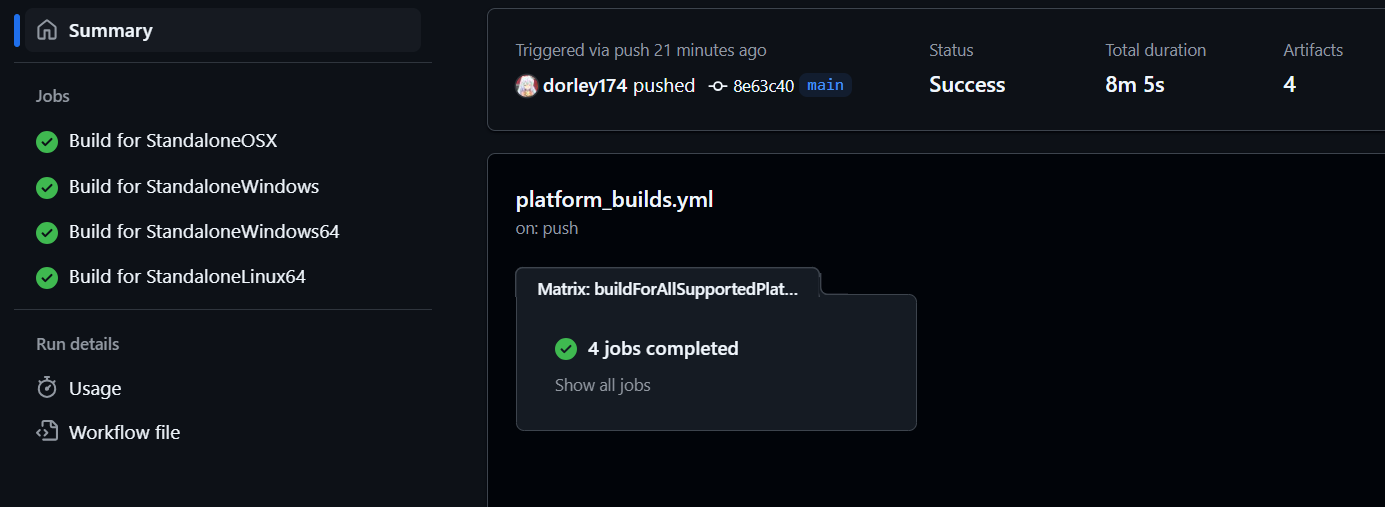 Summary
Jobs
Build for StandaloneOSX
Build for StandaloneWindows
Build for StandaloneWindows64
Build for StandaloneLinux64
Run details
Usage
Workflow file
Triggered via push 21 minutes ago
dorley174 pushed 8e63c40 main
Status
Success
Total duration
8m 5s
Artifacts
4
platform_builds.yml
on: push
Matrix: buildForAllSupportedPlat...
4 jobs completed
Show all jobs